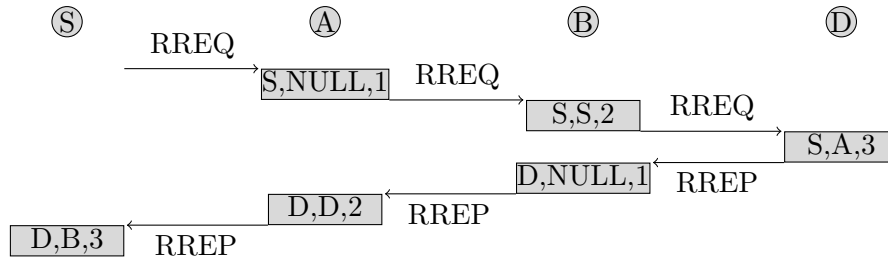 S A B D
RREQ
S,NULL,1
RREQ
S,S,2
RREQ
S,A,3
D,NULL,1
RREP
D,D,2
RREP
D,B,3
RREP